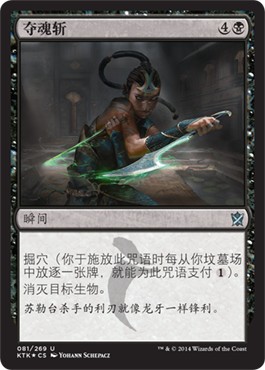 夺魂斩 4
瞬间
掘穴（你于施放此咒语时每从你坟墓场
中放逐一张牌，就能为此咒语支付1）。
消灭目标生物。
苏勒台杀手的利刃就像龙牙一样锋利。
081/269 U
KTK★CS YOHANN SCHEPACZ
™ & © 2014 Wizards of the Coast